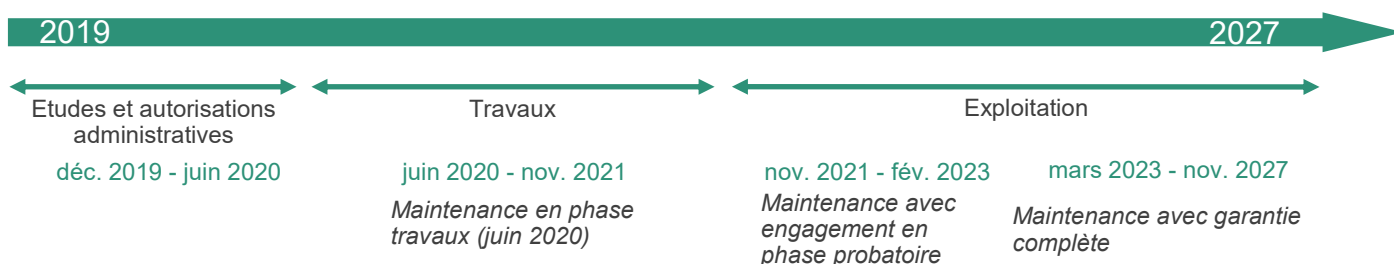 2019
2027
Etudes et autorisations
administratives
déc. 2019 - juin 2020
Travaux
juin 2020 - nov. 2021
Maintenance en phase
travaux (juin 2020)
Exploitation
nov. 2021 - fév. 2023
Maintenance avec
engagement en
phase probatoire
mars 2023 - nov. 2027
Maintenance avec garantie
complète